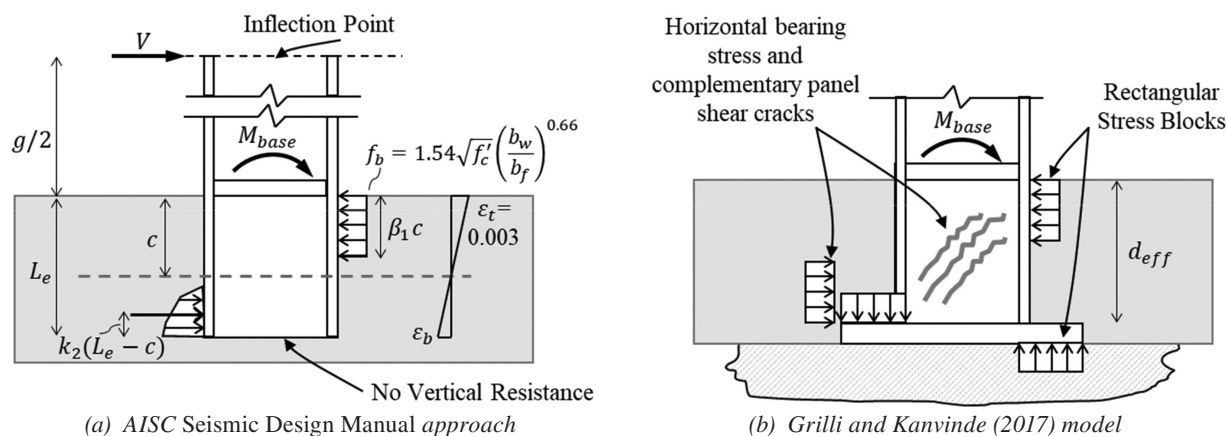 Inflection Point
V
g/2
M_base
f_b = 1.54√f'_c (b_w/b_f)^0.66
ε_t =
0.003
β_1c
c
L_e
ε_b
k_2(L_e − c)
No Vertical Resistance
(a) AISC Seismic Design Manual approach
Horizontal bearing
stress and
complementary panel
shear cracks
Rectangular
Stress Blocks
M_base
d_eff
(b) Grilli and Kanvinde (2017) model